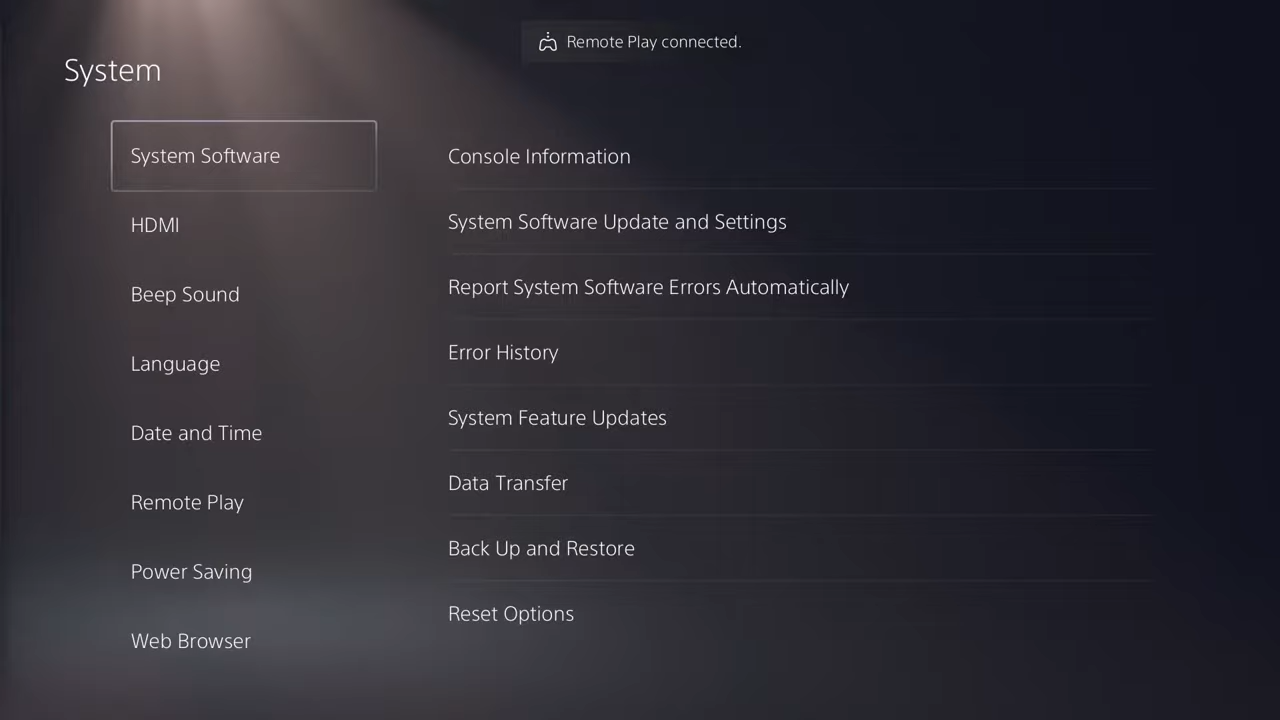 Remote Play connected.
System
System Software
HDMI
Beep Sound
Language
Date and Time
Remote Play
Power Saving
Web Browser
Console Information
System Software Update and Settings
Report System Software Errors Automatically
Error History
System Feature Updates
Data Transfer
Back Up and Restore
Reset Options